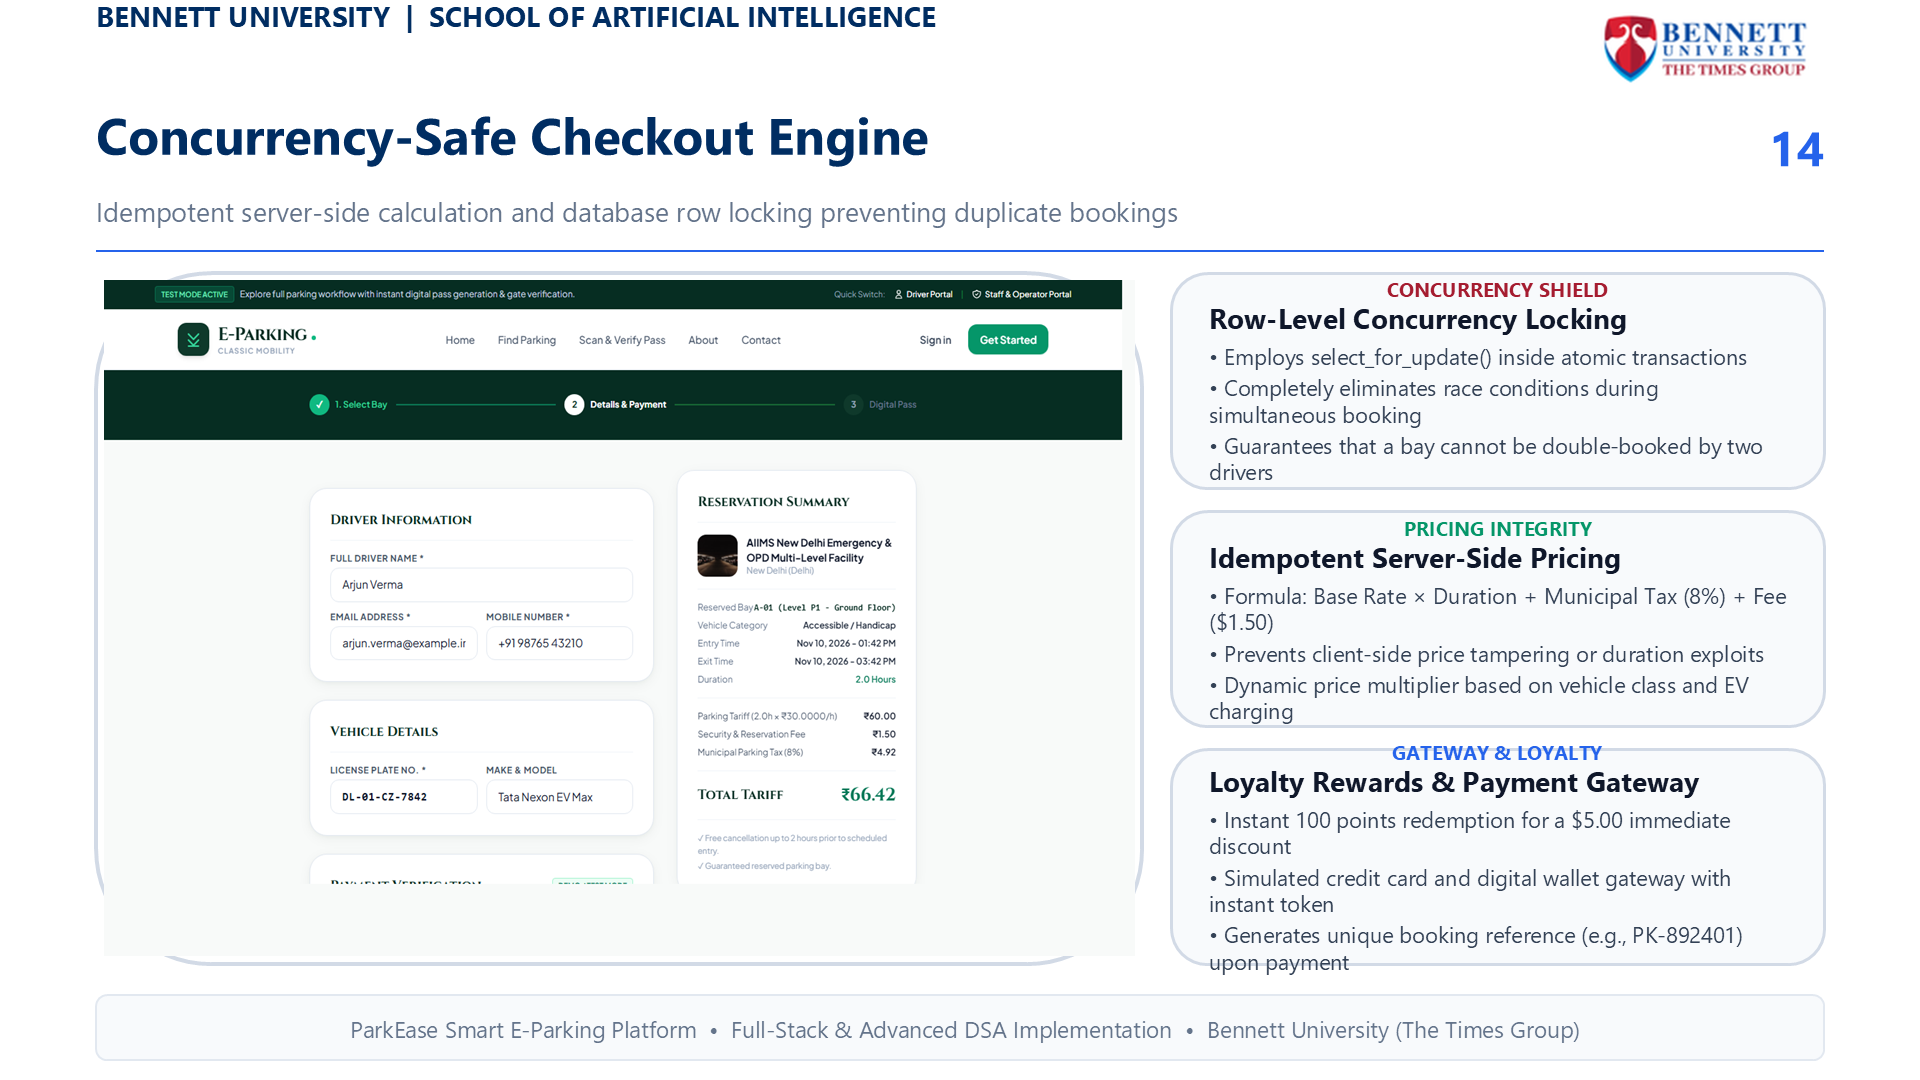 BENNETT UNIVERSITY | SCHOOL OF ARTIFICIAL INTELLIGENCE
BENNETT
UNIVERSITY
THE TIMES GROUP
Concurrency-Safe Checkout Engine
14
Idempotent server-side calculation and database row locking preventing duplicate bookings
TEST MODE ACTIVE Explore full parking workflow with instant digital pass generation & gate verification.
Quick Switch: Driver Portal | Staff & Operator Portal
E-PARKING
CLASSIC MOBILITY
Home Find Parking Scan & Verify Pass About Contact
Sign in Get Started
✓ 1. Select Bay 2 Details & Payment 3 Digital Pass
DRIVER INFORMATION
FULL DRIVER NAME *
Arjun Verma
EMAIL ADDRESS * MOBILE NUMBER *
arjun.verma@example.ir +91 98765 43210
VEHICLE DETAILS
LICENSE PLATE NO. * MAKE & MODEL
DL-01-CZ-7842 Tata Nexon EV Max
RESERVATION SUMMARY
AIIMS New Delhi Emergency &
OPD Multi-Level Facility
New Delhi (Delhi)
Reserved Bay A-01 (Level P1 - Ground Floor)
Vehicle Category Accessible / Handicap
Entry Time Nov 10, 2026 - 01:42 PM
Exit Time Nov 10, 2026 - 03:42 PM
Duration 2.0 Hours
Parking Tariff (2.0h × ₹30.0000/h) ₹60.00
Security & Reservation Fee ₹1.50
Municipal Parking Tax (8%) ₹4.92
TOTAL TARIFF ₹66.42
✓ Free cancellation up to 2 hours prior to scheduled
entry.
✓ Guaranteed reserved parking bay.
CONCURRENCY SHIELD
Row-Level Concurrency Locking
• Employs select_for_update() inside atomic transactions
• Completely eliminates race conditions during
simultaneous booking
• Guarantees that a bay cannot be double-booked by two
drivers
PRICING INTEGRITY
Idempotent Server-Side Pricing
• Formula: Base Rate × Duration + Municipal Tax (8%) + Fee
($1.50)
• Prevents client-side price tampering or duration exploits
• Dynamic price multiplier based on vehicle class and EV
charging
GATEWAY & LOYALTY
Loyalty Rewards & Payment Gateway
• Instant 100 points redemption for a $5.00 immediate
discount
• Simulated credit card and digital wallet gateway with
instant token
• Generates unique booking reference (e.g., PK-892401)
upon payment
ParkEase Smart E-Parking Platform • Full-Stack & Advanced DSA Implementation • Bennett University (The Times Group)